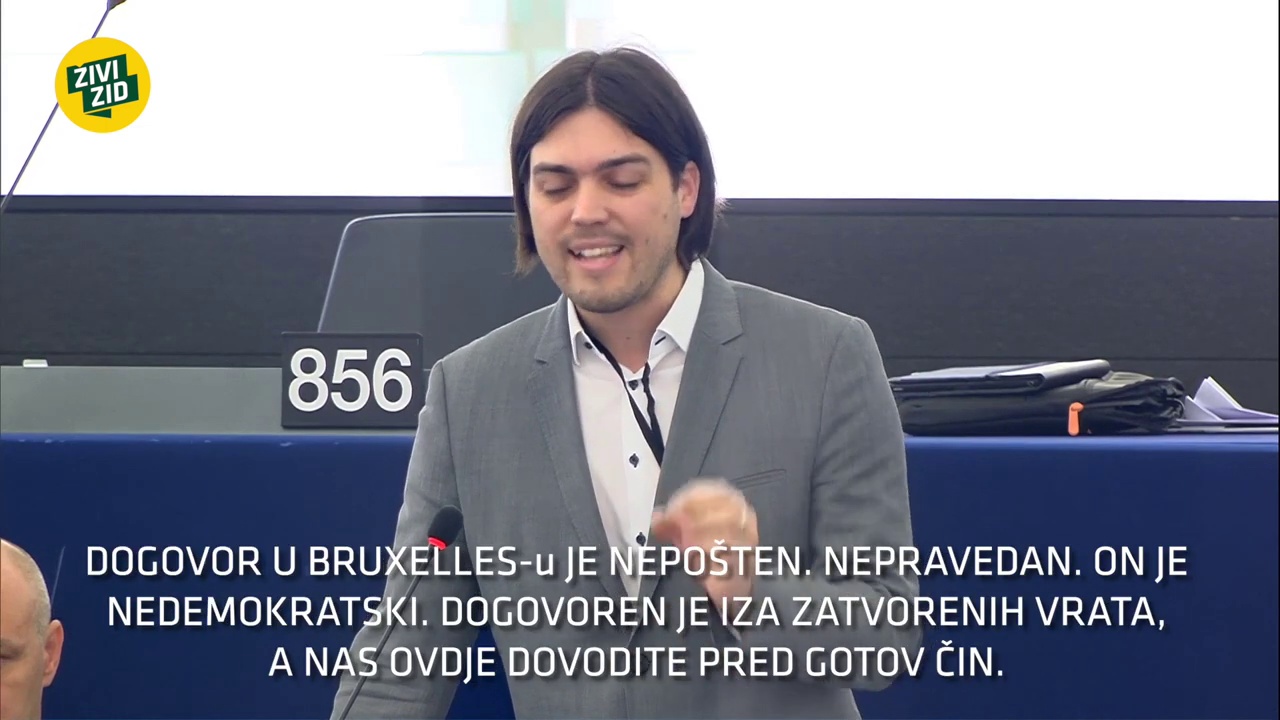 ŽIVI
ZID
856
DOGOVOR U BRUXELLES-u JE NEPOŠTEN. NEPRAVEDAN. ON JE
NEDEMOKRATSKI. DOGOVOREN JE IZA ZATVORENIH VRATA,
A NAS OVDJE DOVODITE PRED GOTOV ČIN.